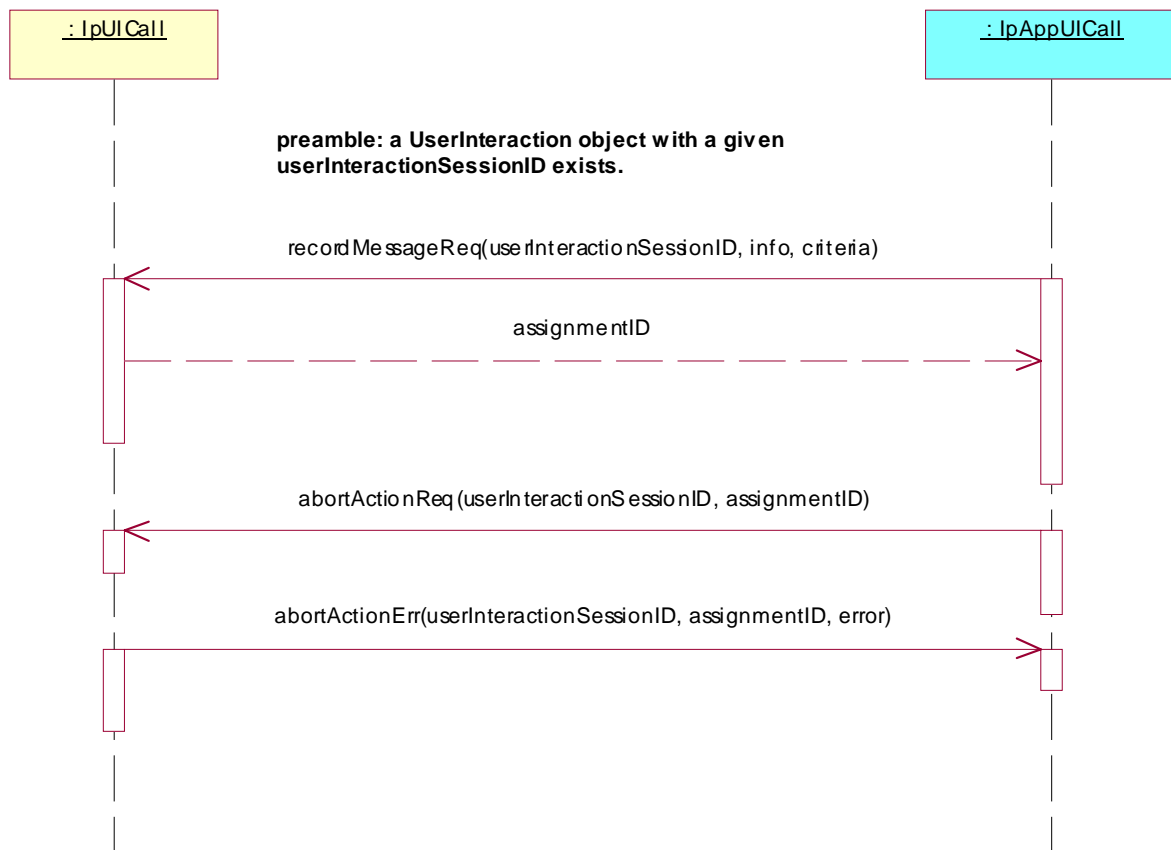 : IpUICall
: IpAppUICall
preamble: a UserInteraction object with a given
userInteractionSessionID exists.
recordMessageReq(userInteractionSessionID, info, criteria)
assignmentID
abortActionReq(userInteractionSessionID, assignmentID)
abortActionErr(userInteractionSessionID, assignmentID, error)